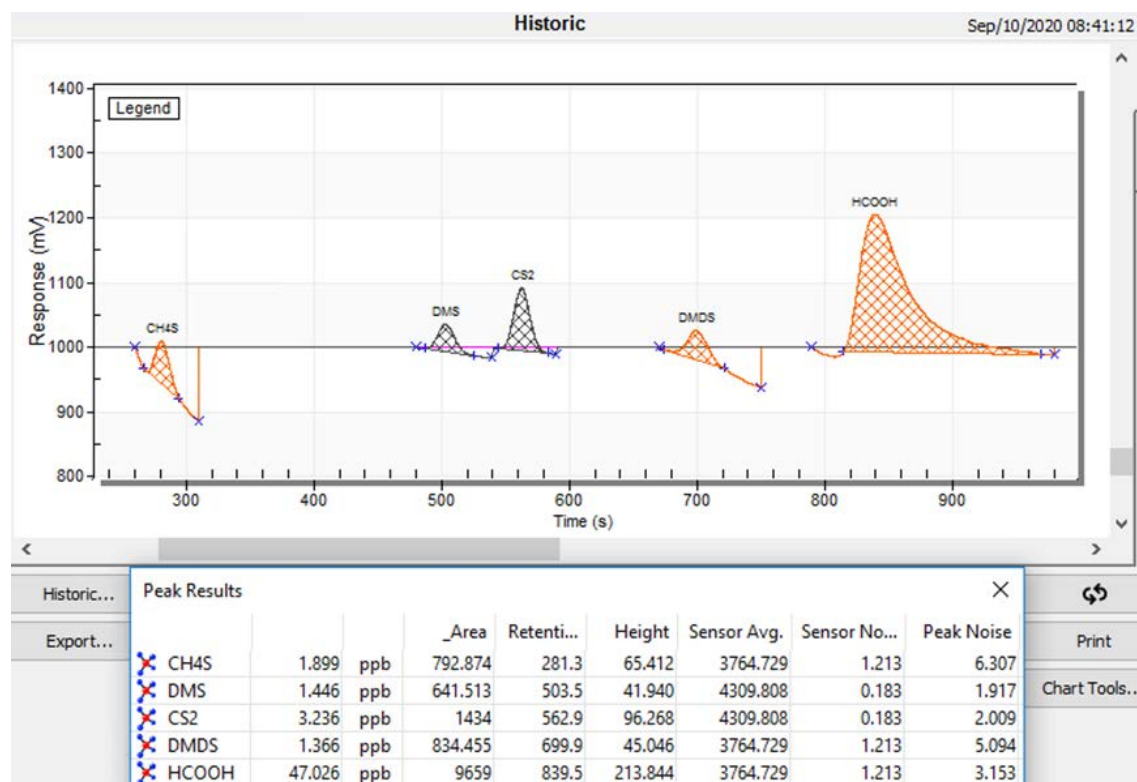 Historic
Sep/10/2020 08:41:12
Legend
1400
1300
1200
1100
1000
900
800
Response (mV)
CH4S
DMS
CS2
DMDS
HCOOH
300 400 500 600 700 800 900
Time (s)
Historic...
Export...
Print
Chart Tools..
Peak Results
_Area Retenti... Height Sensor Avg. Sensor No... Peak Noise
CH4S 1.899 ppb 792.874 281.3 65.412 3764.729 1.213 6.307
DMS 1.446 ppb 641.513 503.5 41.940 4309.808 0.183 1.917
CS2 3.236 ppb 1434 562.9 96.268 4309.808 0.183 2.009
DMDS 1.366 ppb 834.455 699.9 45.046 3764.729 1.213 5.094
HCOOH 47.026 ppb 9659 839.5 213.844 3764.729 1.213 3.153